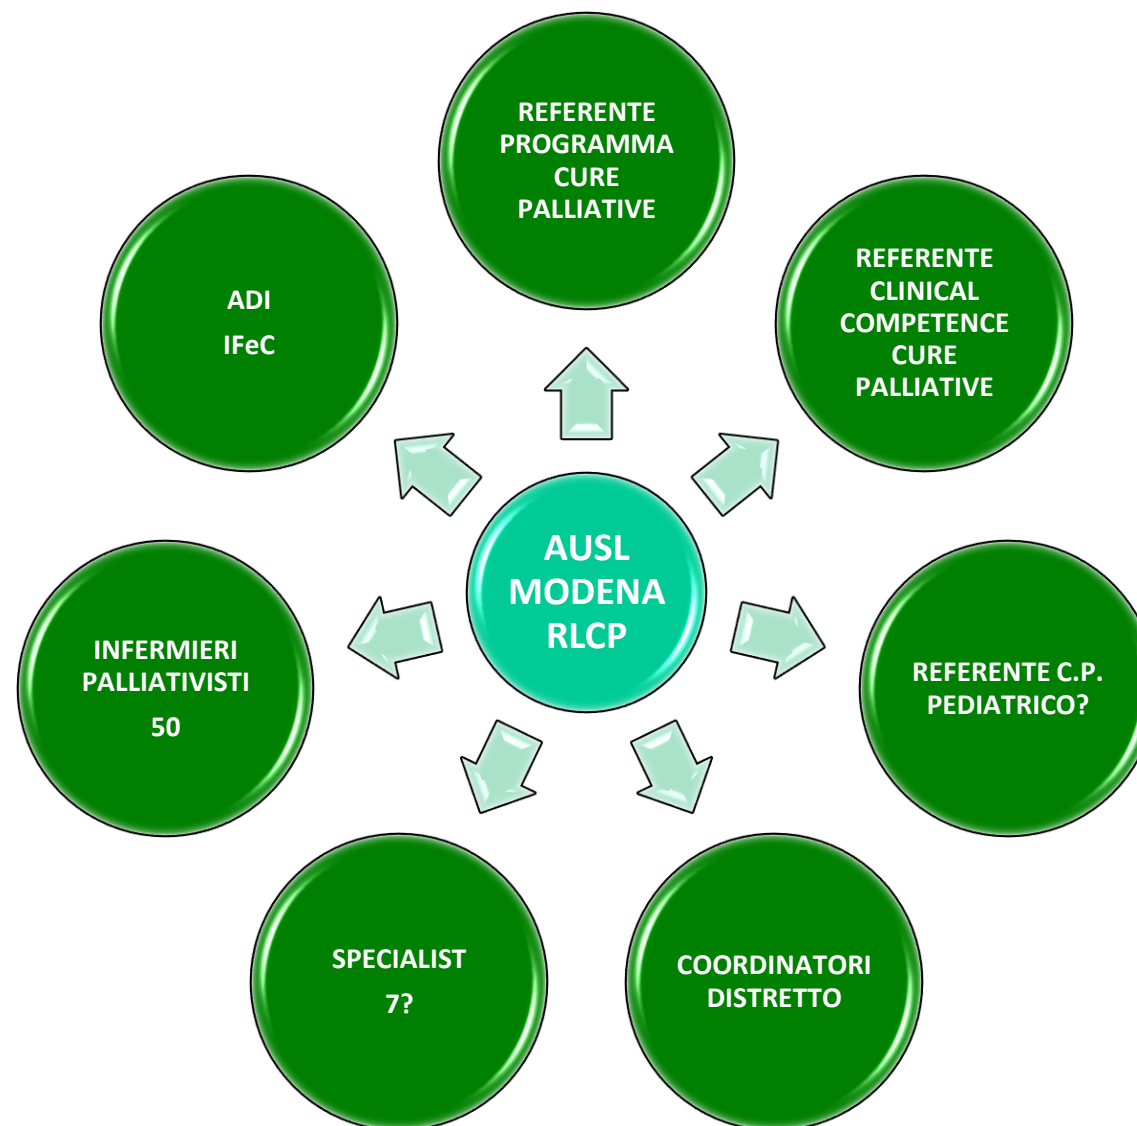 REFERENTE
PROGRAMMA
CURE
PALLIATIVE
REFERENTE
CLINICAL
COMPETENCE
CURE
PALLIATIVE
ADI
IFeC
AUSL
MODENA
RLCP
INFERMIERI
PALLIATIVISTI
50
REFERENTE C.P.
PEDIATRICO?
SPECIALIST
7?
COORDINATORI
DISTRETTO